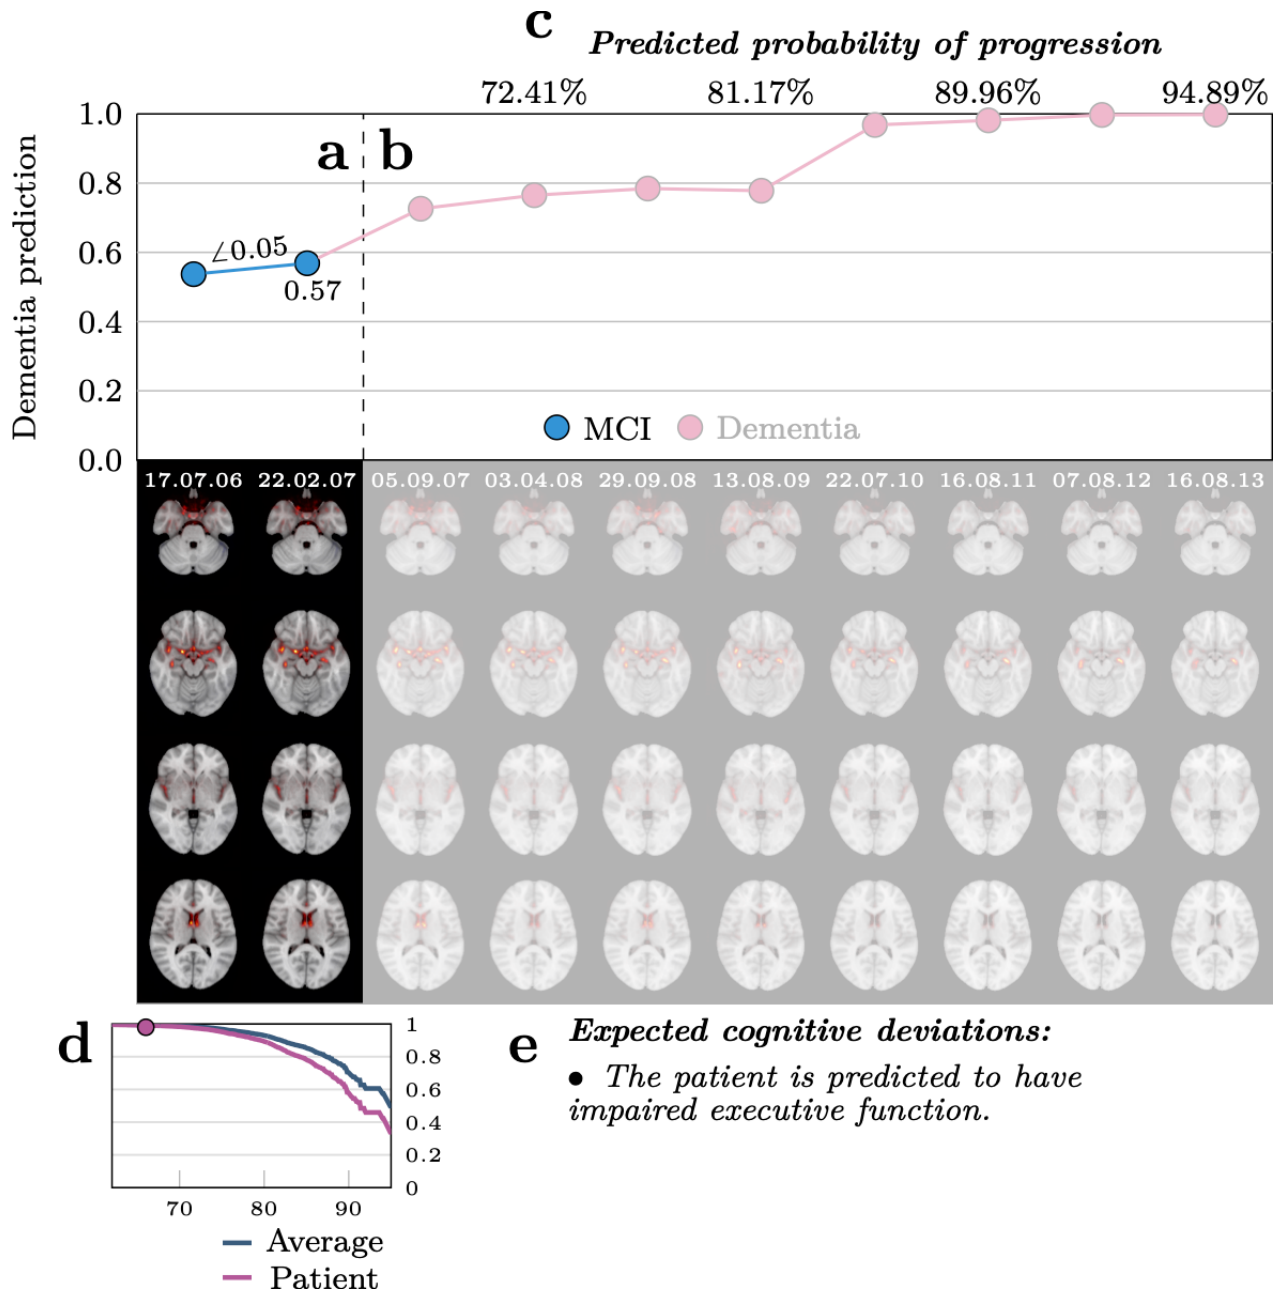 c
Predicted probability of progression
72.41% 81.17% 89.96% 94.89%
Dementia prediction
1.0
0.8
0.6
0.4
0.2
0.0
a b
∠0.05
0.57
MCI Dementia
17.07.06 22.02.07 05.09.07 03.04.08 29.09.08 13.08.09 22.07.10 16.08.11 07.08.12 16.08.13
d
1
0.8
0.6
0.4
0.2
0
70 80 90
Average
Patient
e Expected cognitive deviations:
● The patient is predicted to have
impaired executive function.